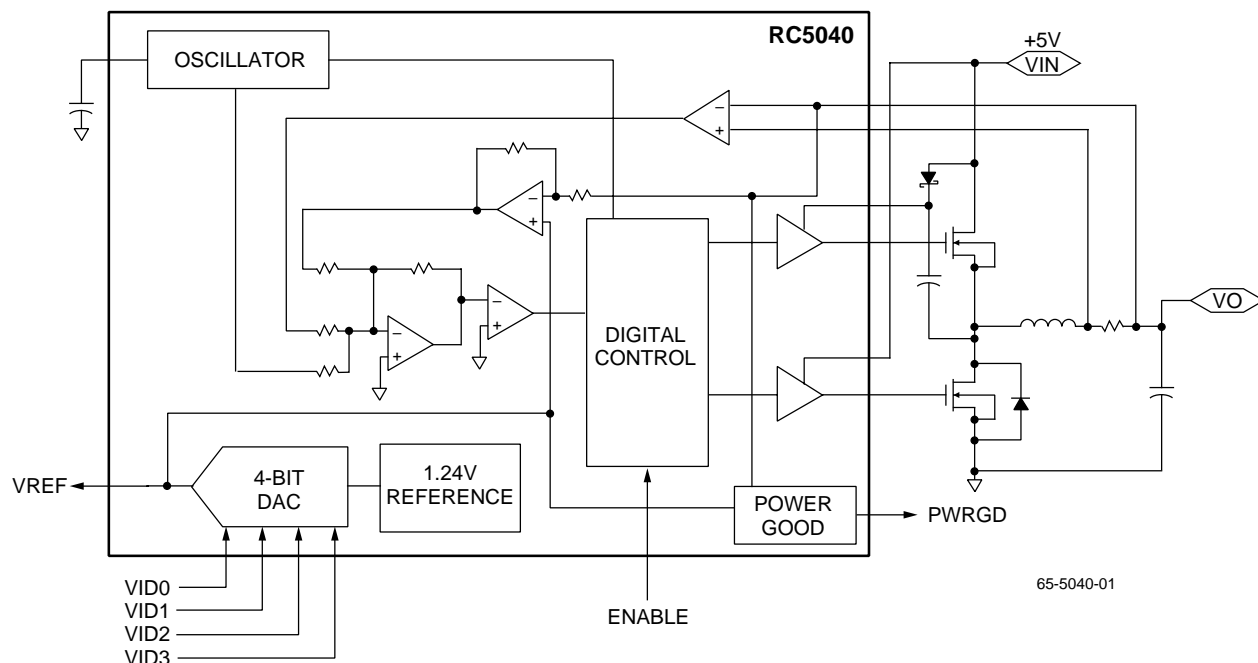 RC5040
OSCILLATOR
+5V
VIN
−
+
−
+
−
+
−
+
DIGITAL
CONTROL
VO
VREF
4-BIT
DAC
1.24V
REFERENCE
POWER
GOOD
PWRGD
VID0
VID1
VID2
VID3
ENABLE
65-5040-01